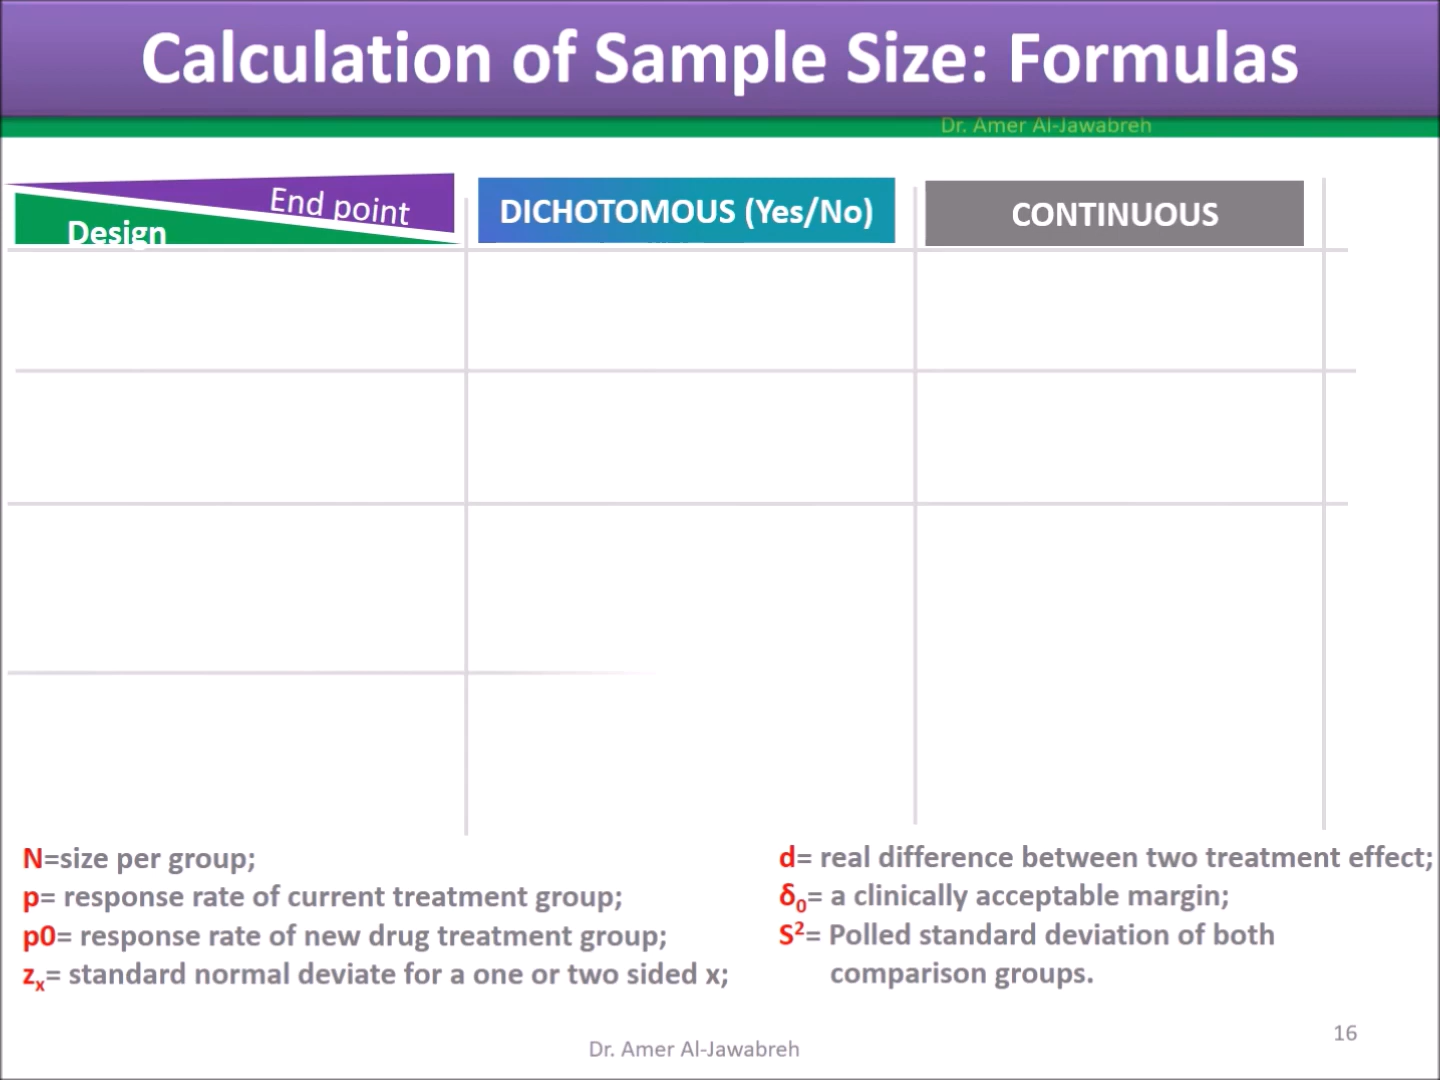 Calculation of Sample Size: Formulas
Dr. Amer Al-Jawabreh
End point
Design
DICHOTOMOUS (Yes/No)
CONTINUOUS
N=size per group;
p= response rate of current treatment group;
p0= response rate of new drug treatment group;
zₓ= standard normal deviate for a one or two sided x;
d= real difference between two treatment effect;
δ₀= a clinically acceptable margin;
S²= Polled standard deviation of both
comparison groups.
Dr. Amer Al-Jawabreh
16